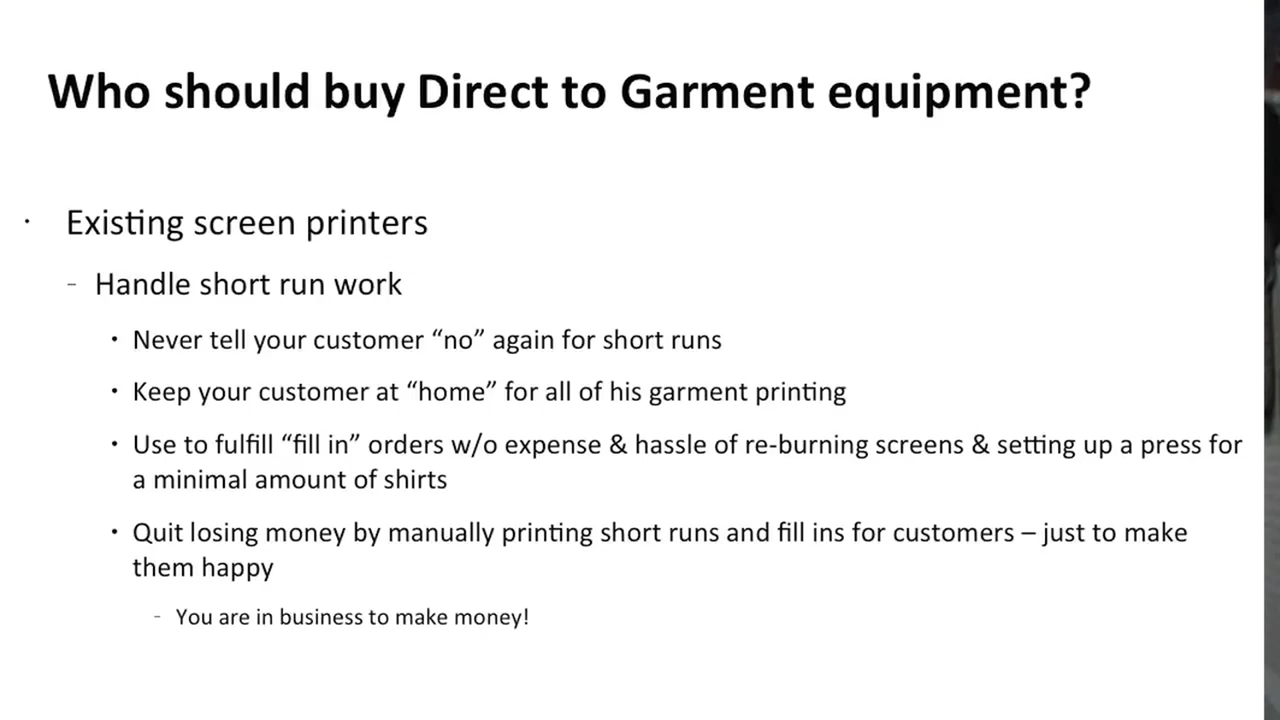 Who should buy Direct to Garment equipment?
· Existing screen printers
- Handle short run work
• Never tell your customer “no” again for short runs
• Keep your customer at “home” for all of his garment printing
• Use to fulfill “fill in” orders w/o expense & hassle of re-burning screens & setting up a press for
a minimal amount of shirts
• Quit losing money by manually printing short runs and fill ins for customers – just to make
them happy
- You are in business to make money!